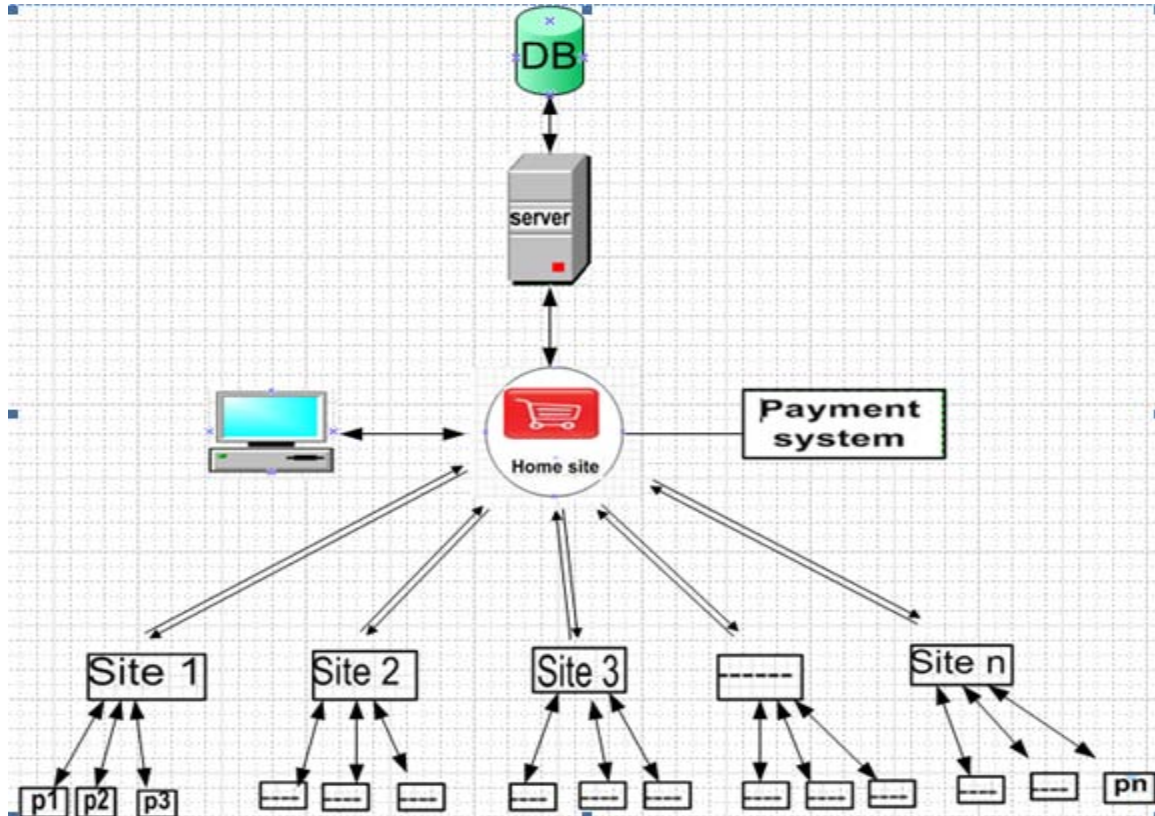 DB
server
Payment
system
Home site
Site 1
Site 2
Site 3
-------
Site n
p1
p2
p3
----
----
----
----
----
----
----
----
----
----
----
pn